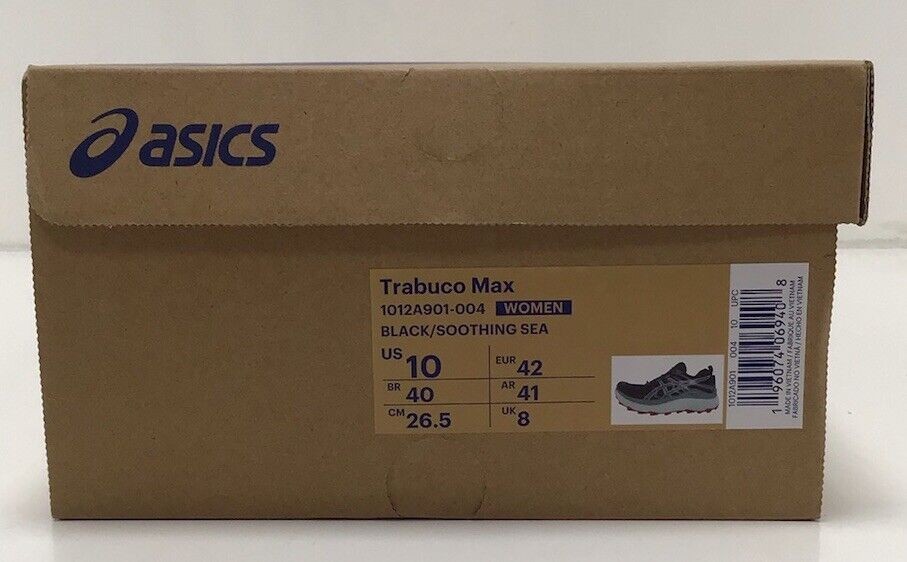 asics
Trabuco Max
1012A901-004 WOMEN
BLACK/SOOTHING SEA
US 10 EUR 42
BR 40 AR 41
CM 26.5 UK 8
1012A901 004 10 UPC
1 96074 06940 8
MADE IN VIETNAM / FABRIQUÉ AU VIETNAM
FABRICADO NO VIETNÃ / HECHO EN VIETNAM